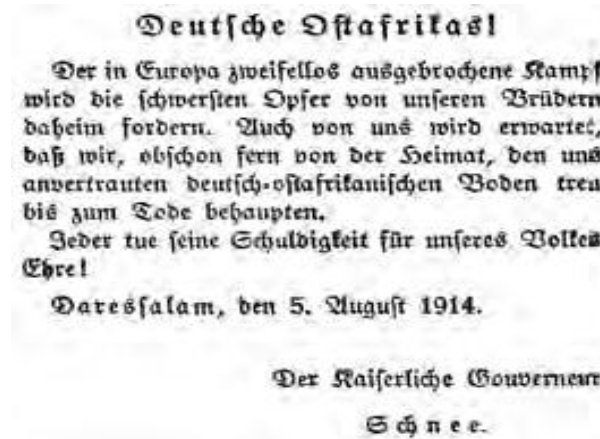 Deutsche Ostafrikas!
Der in Europa zweifellos ausgebrochene Kampf
wird die schwersten Opfer von unseren Brüdern
daheim fordern. Auch von uns wird erwartet,
daß wir, obschon fern von der Heimat, den uns
anvertrauten deutsch-ostafrikanischen Boden treu
bis zum Tode behaupten.
Jeder tue seine Schuldigkeit für unseres Volkes
Ehre!
Daressalam, den 5. August 1914.
Der Kaiserliche Gouverneur
Schnee.